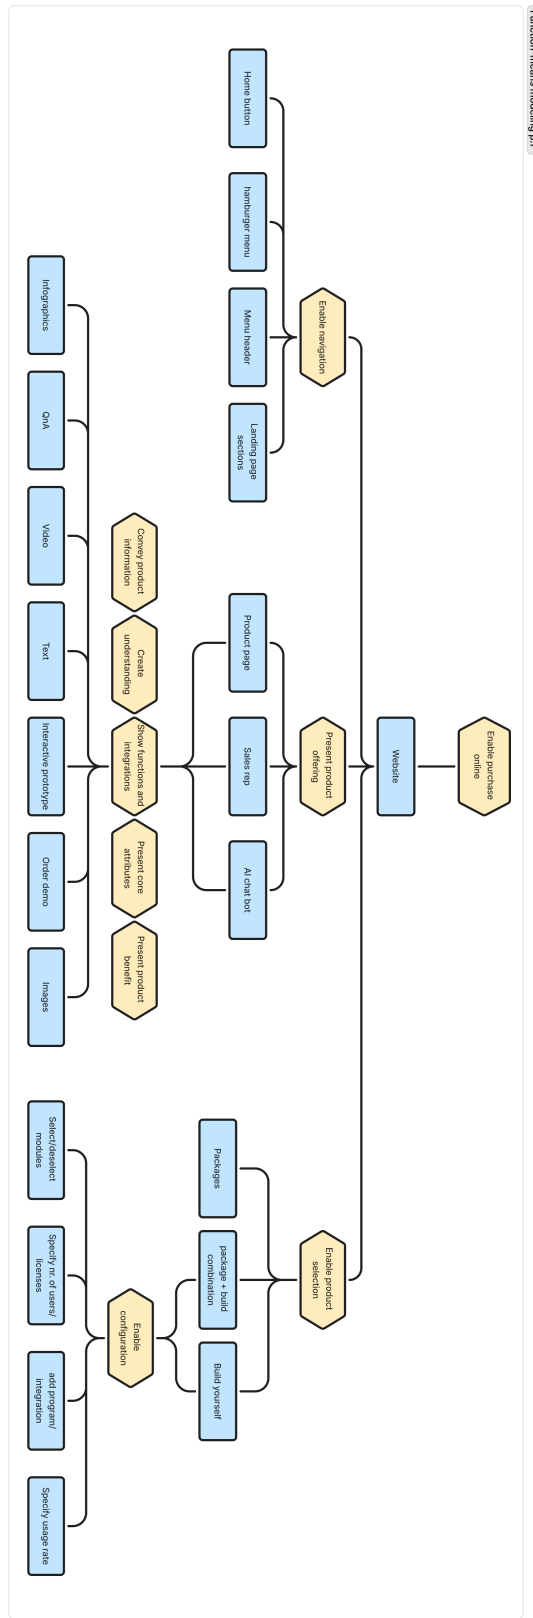 Enable purchase
online
Website
Enable navigation
Present product
offering
Enable product
selection
Home button
hamburger menu
Menu header
Landing page
sections
Product page
Sales rep
AI chat bot
Packages
package + build
combination
Build yourself
Convey product
information
Create
understanding
Show functions and
integrations
Present core
attributes
Present product
benefit
Enable
configuration
Infographics
QnA
Video
Text
Interactive prototype
Order demo
Images
Select/deselect
modules
Specify nr. of users/
licenses
add program/
integration
Specify usage rate